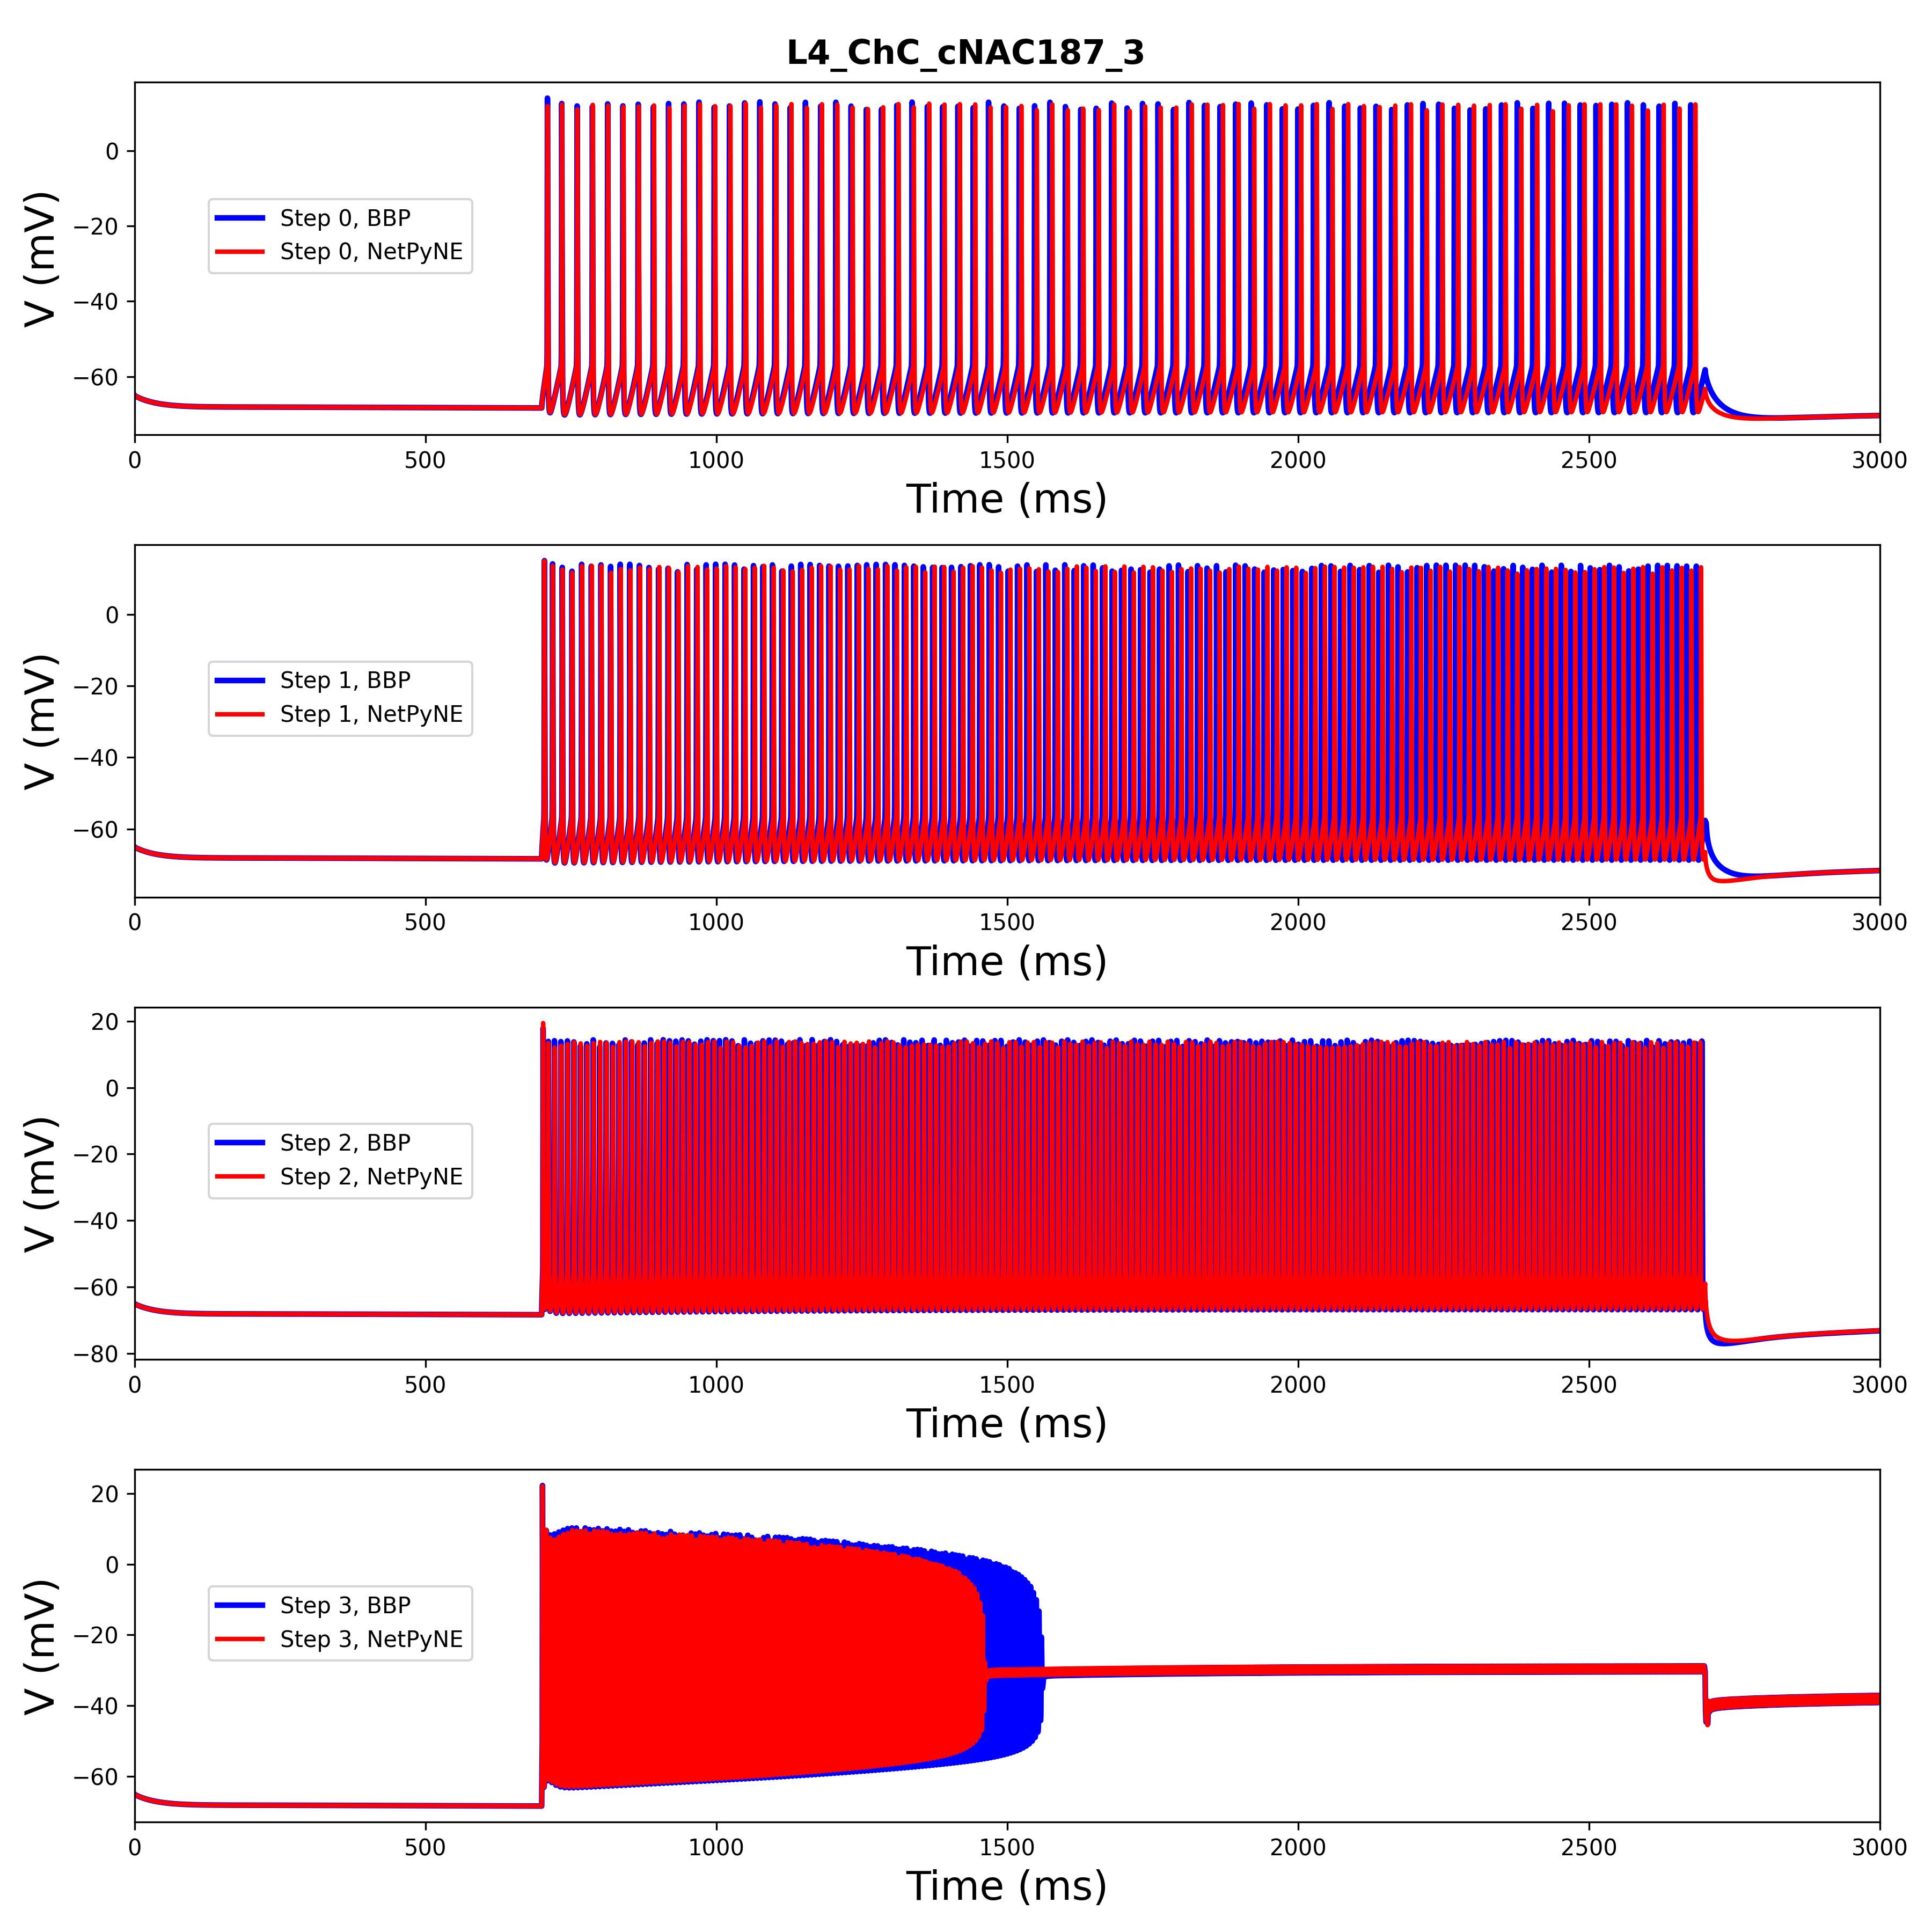 L4_ChC_cNAC187_3
V (mV)
0
−20
−40
−60
Step 0, BBP
Step 0, NetPyNE
0 500 1000 1500 2000 2500 3000
Time (ms)
V (mV)
0
−20
−40
−60
Step 1, BBP
Step 1, NetPyNE
0 500 1000 1500 2000 2500 3000
Time (ms)
V (mV)
20
0
−20
−40
−60
−80
Step 2, BBP
Step 2, NetPyNE
0 500 1000 1500 2000 2500 3000
Time (ms)
V (mV)
20
0
−20
−40
−60
Step 3, BBP
Step 3, NetPyNE
0 500 1000 1500 2000 2500 3000
Time (ms)